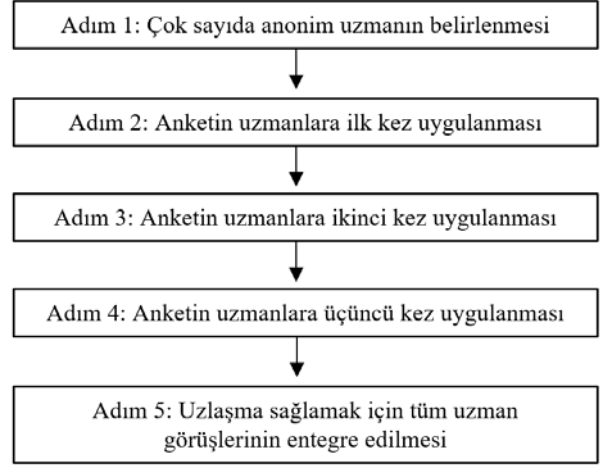 Adım 1: Çok sayıda anonim uzmanın belirlenmesi
Adım 2: Anketin uzmanlara ilk kez uygulanması
Adım 3: Anketin uzmanlara ikinci kez uygulanması
Adım 4: Anketin uzmanlara üçüncü kez uygulanması
Adım 5: Uzlaşma sağlamak için tüm uzman
görüşlerinin entegre edilmesi